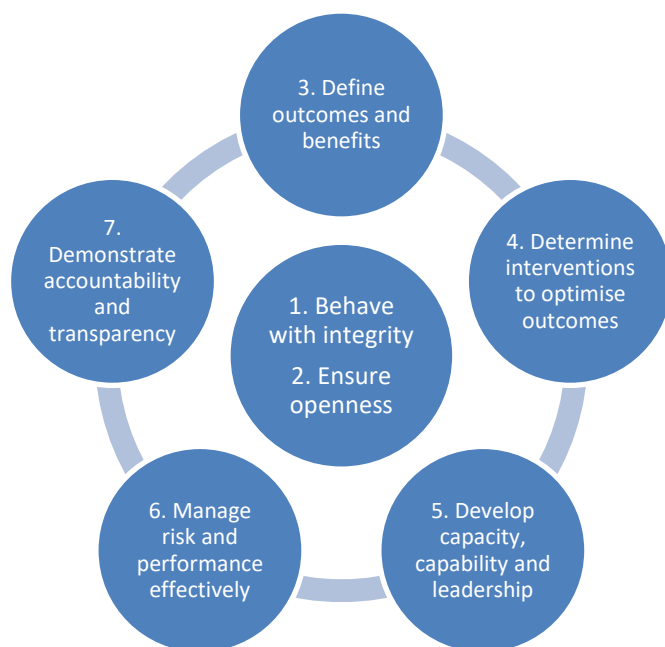 3. Define
outcomes and
benefits
7.
Demonstrate
accountability
and
transparency
4. Determine
interventions
to optimise
outcomes
1. Behave
with integrity
2. Ensure
openness
6. Manage
risk and
performance
effectively
5. Develop
capacity,
capability and
leadership